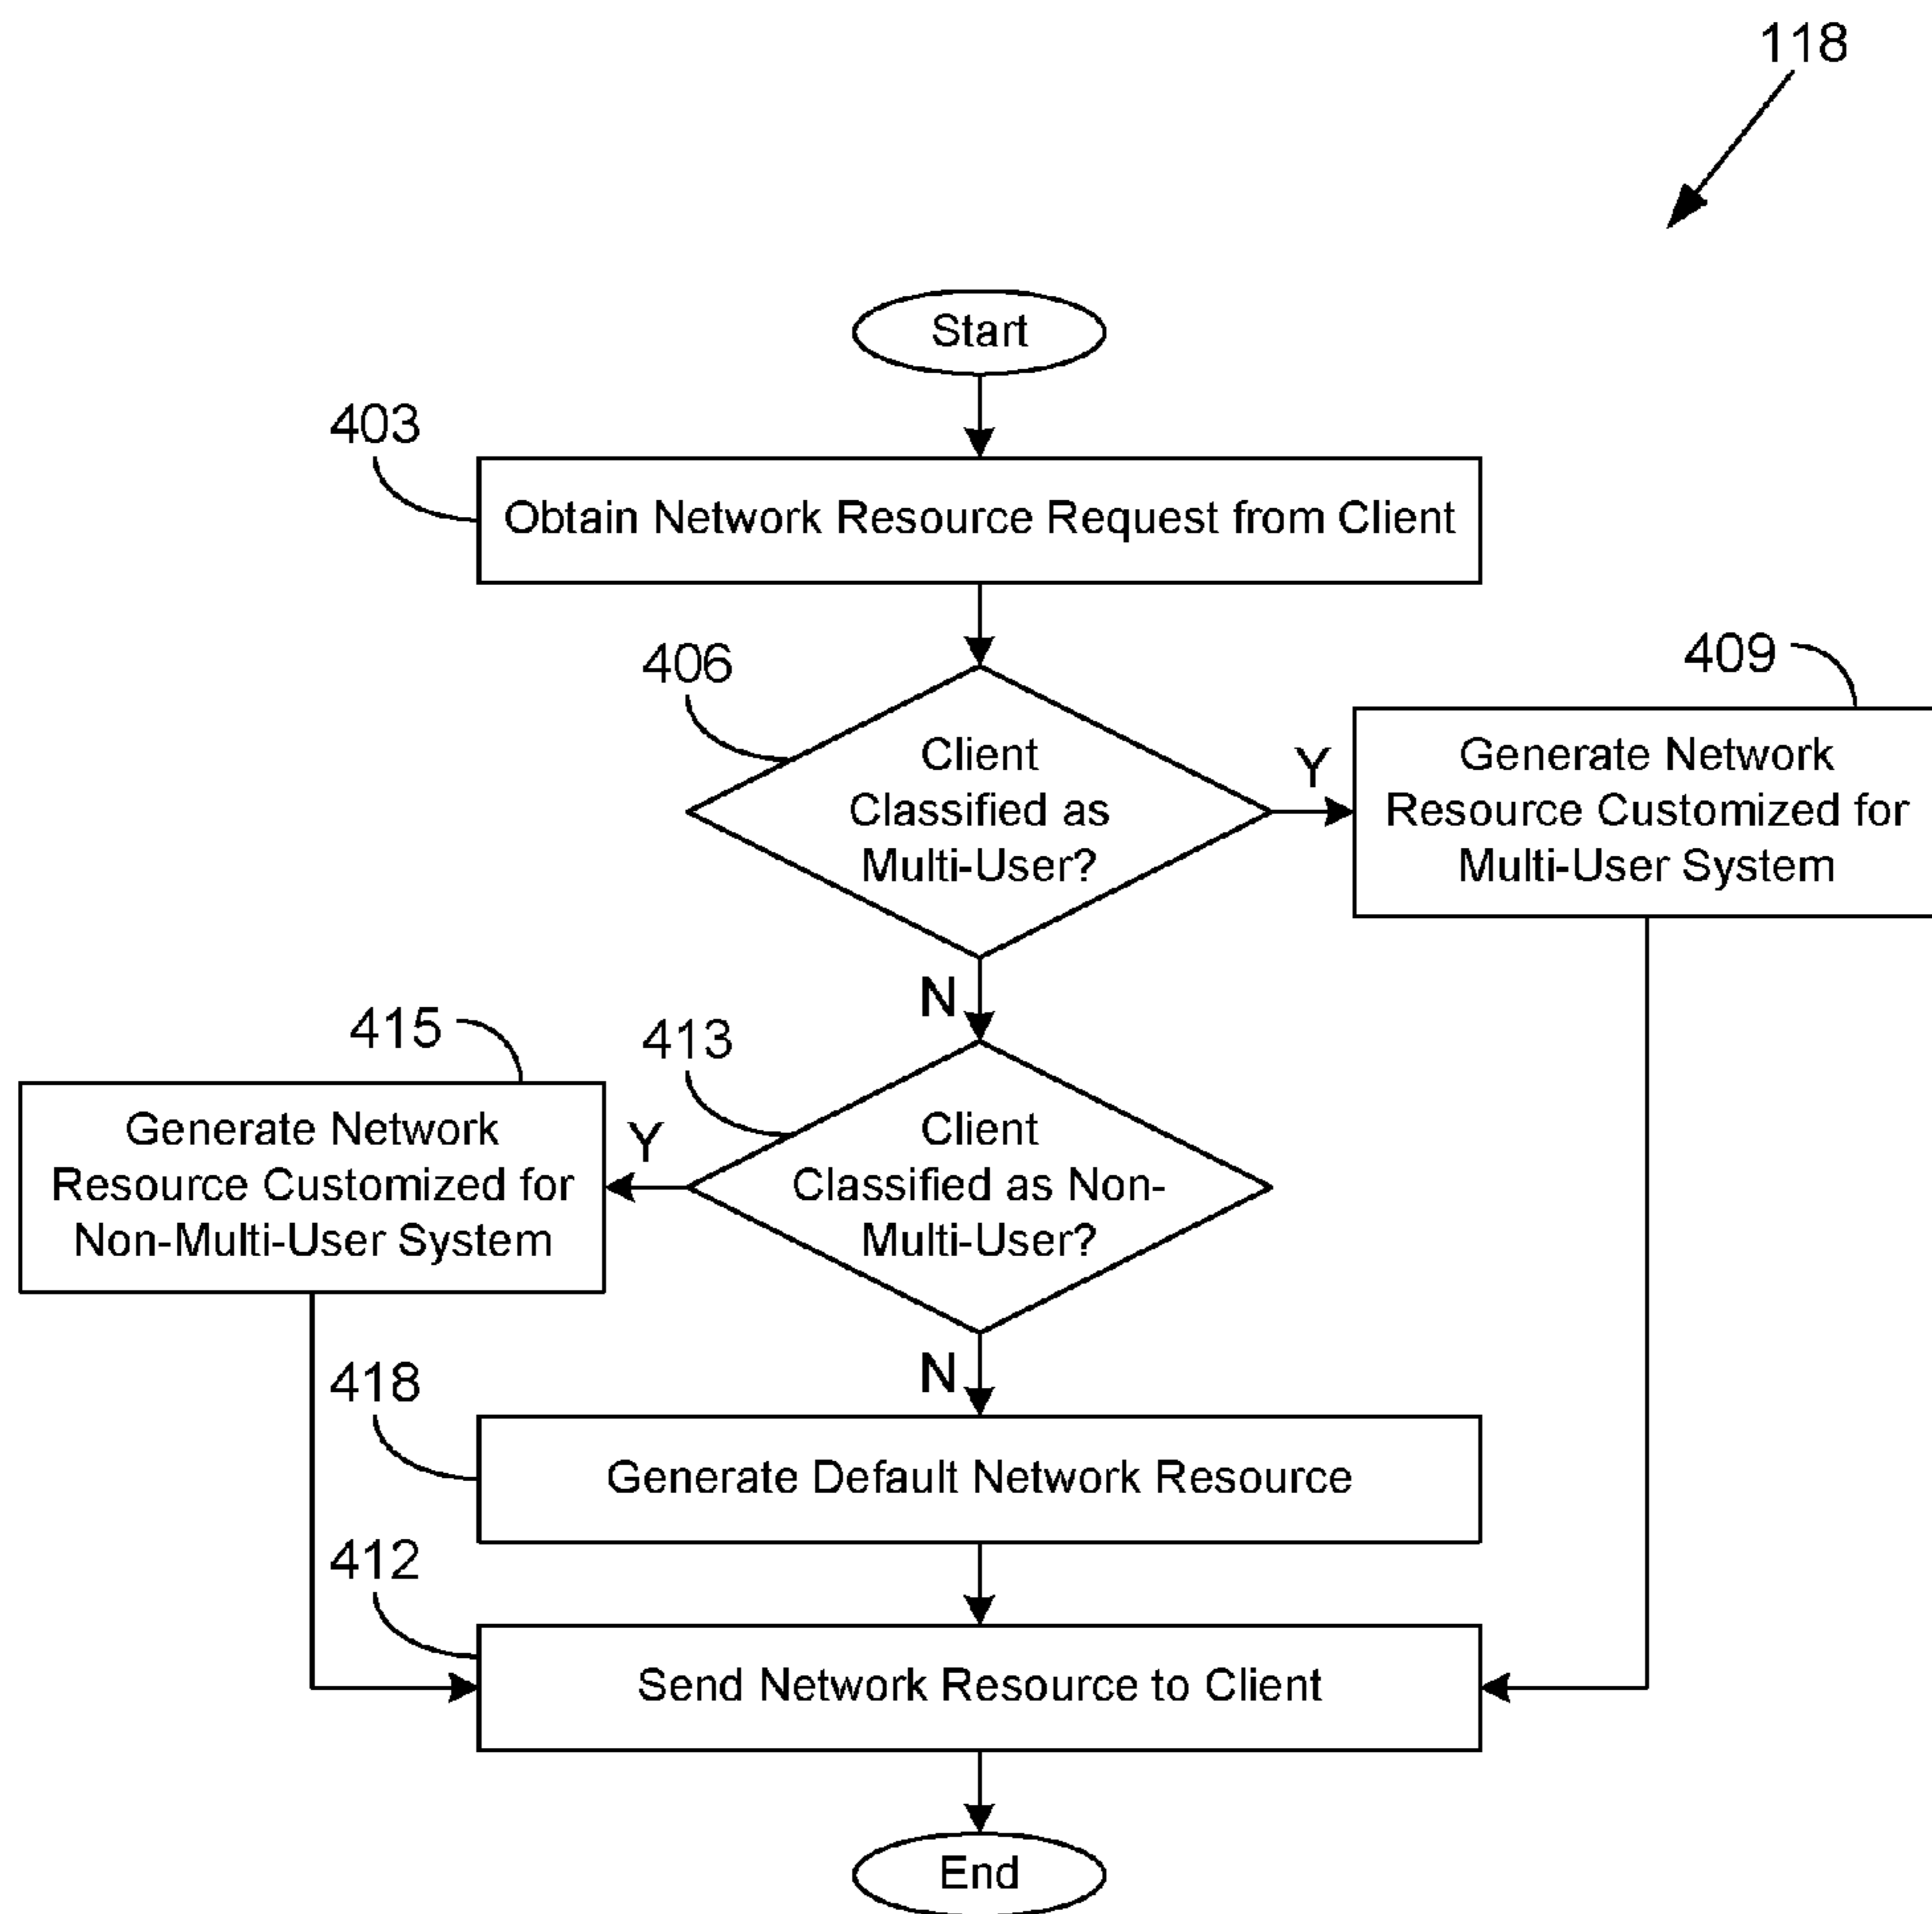 118
Start
403
Obtain Network Resource Request from Client
406
Client
Classified as
Multi-User?
Y
409
Generate Network
Resource Customized for
Multi-User System
N
415
Generate Network
Resource Customized for
Non-Multi-User System
Y
413
Client
Classified as Non-
Multi-User?
N
418
Generate Default Network Resource
412
Send Network Resource to Client
End